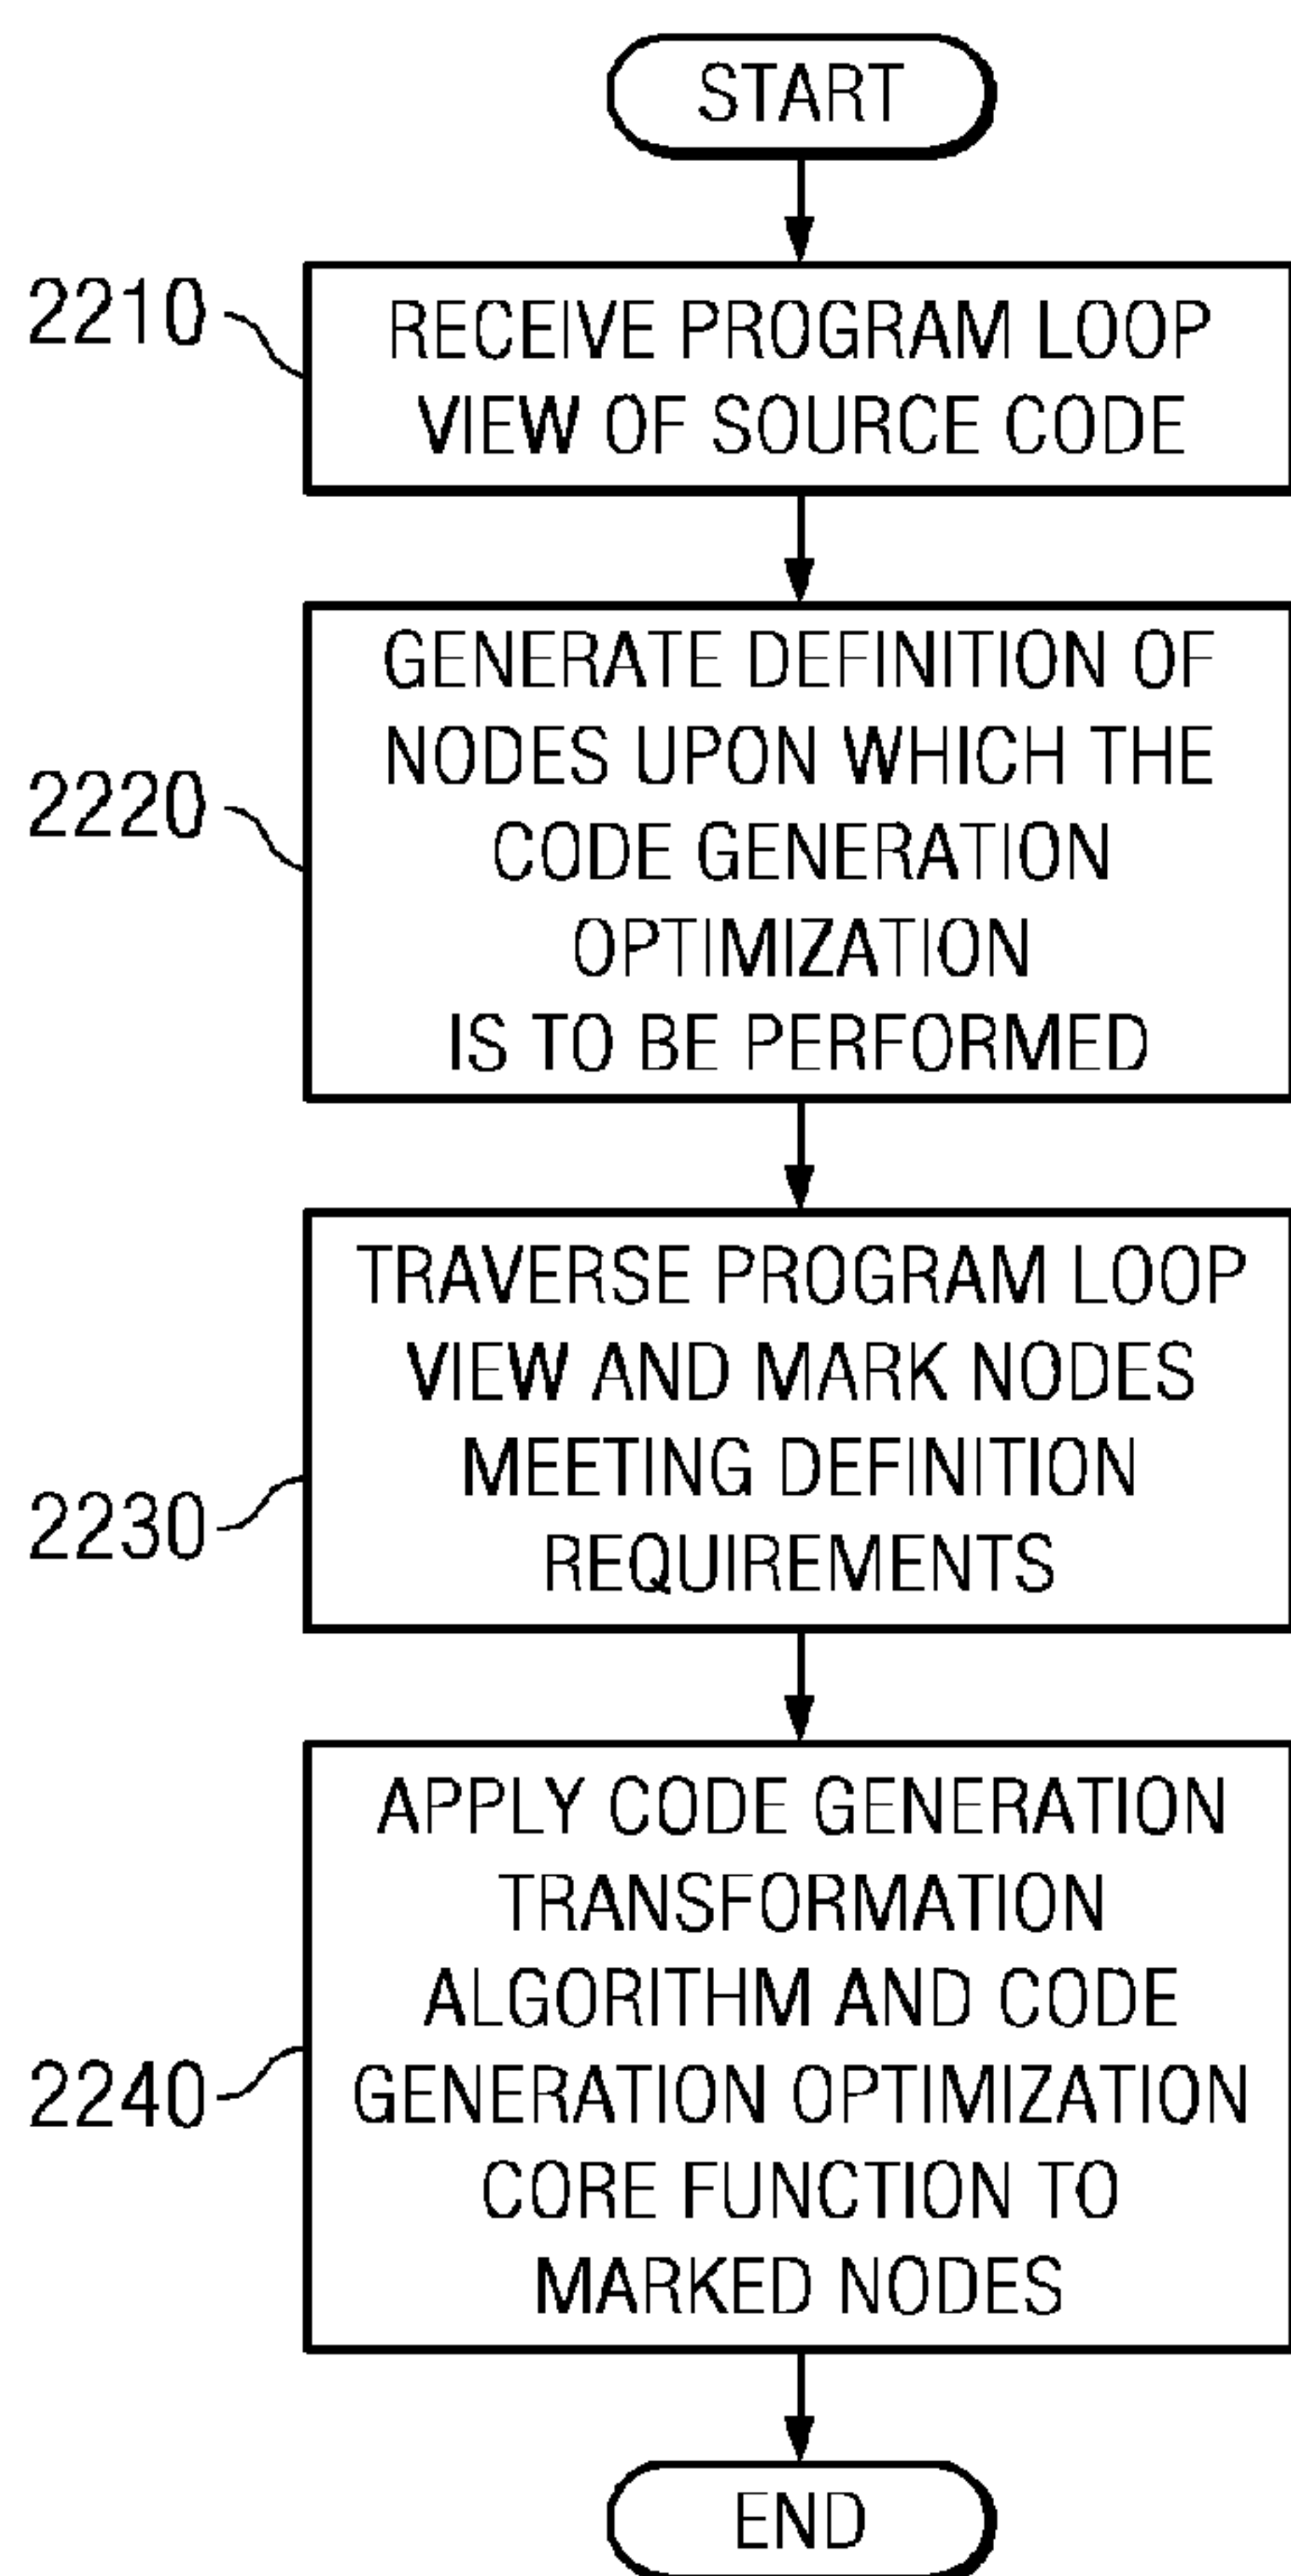 START
2210
RECEIVE PROGRAM LOOP
VIEW OF SOURCE CODE
2220
GENERATE DEFINITION OF
NODES UPON WHICH THE
CODE GENERATION
OPTIMIZATION
IS TO BE PERFORMED
2230
TRAVERSE PROGRAM LOOP
VIEW AND MARK NODES
MEETING DEFINITION
REQUIREMENTS
2240
APPLY CODE GENERATION
TRANSFORMATION
ALGORITHM AND CODE
GENERATION OPTIMIZATION
CORE FUNCTION TO
MARKED NODES
END